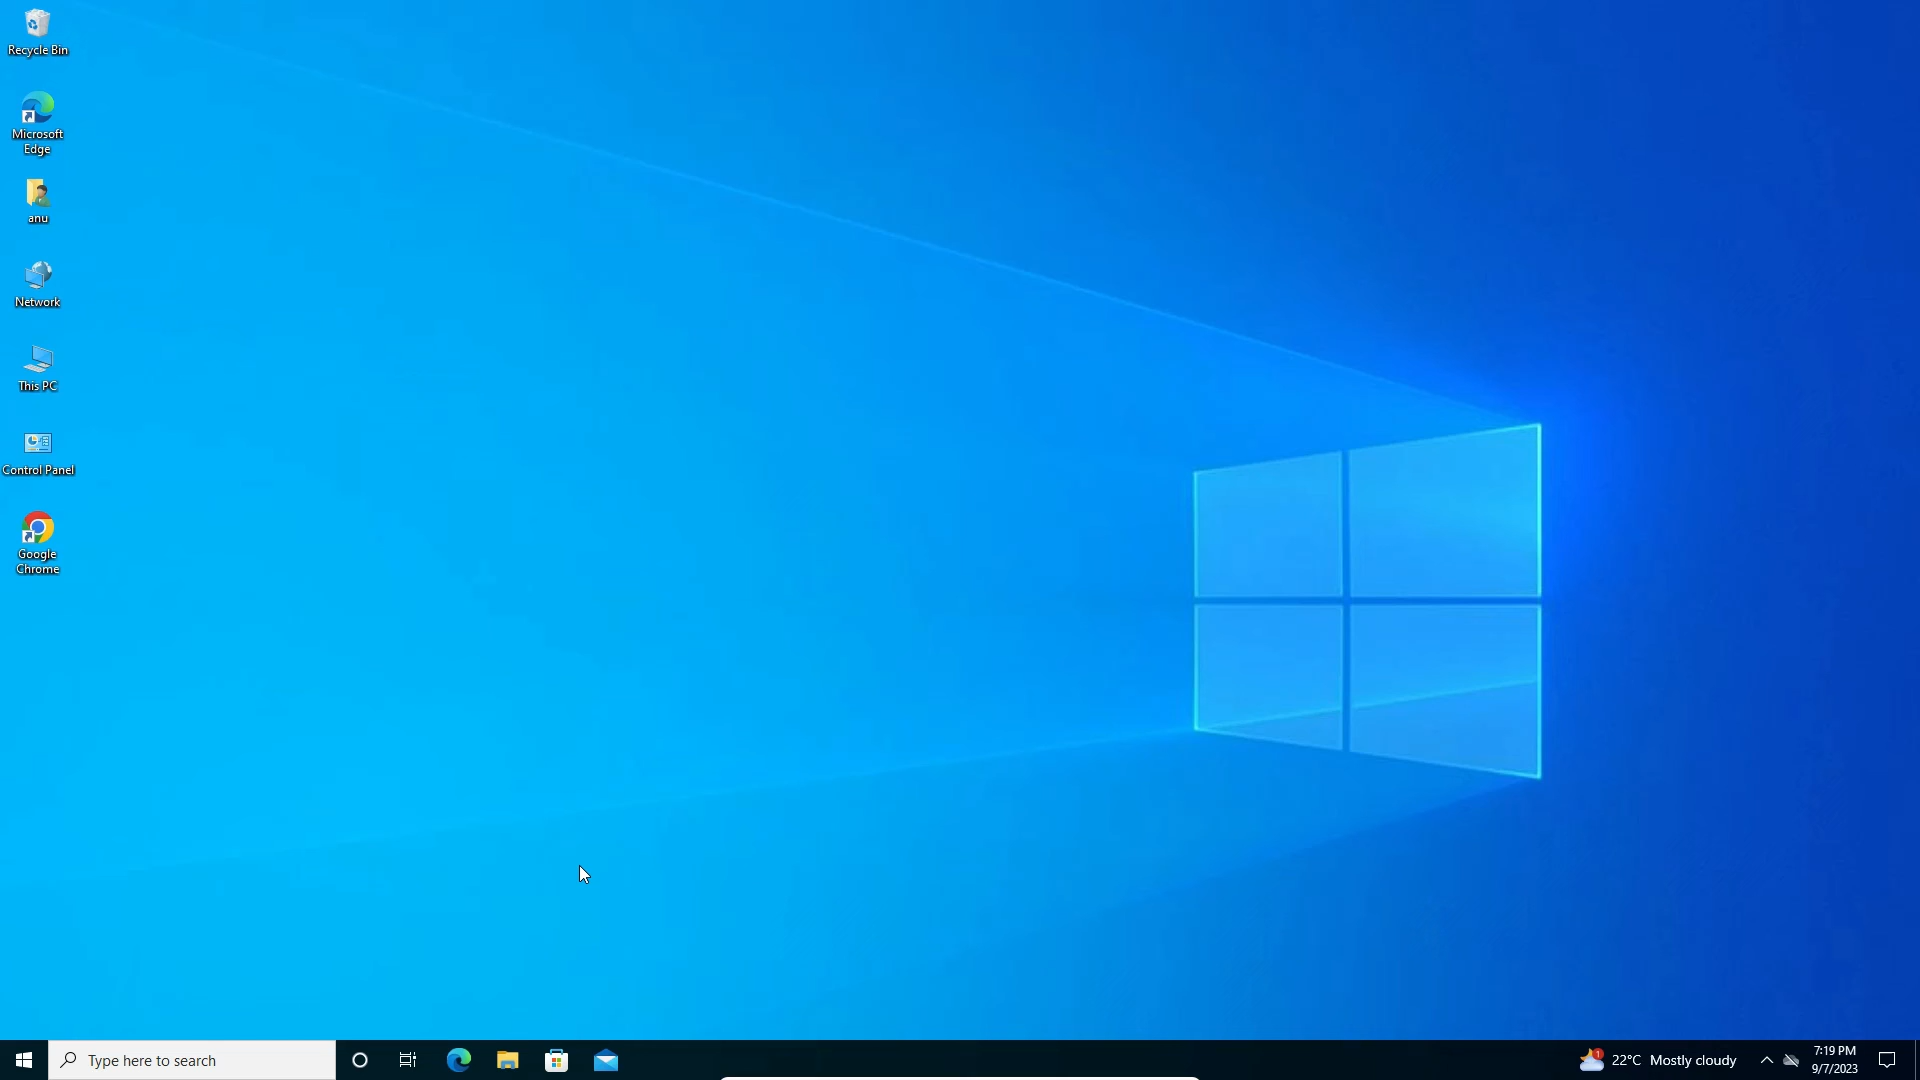 Recycle Bin
Microsoft
Edge
anu
Network
This PC
Control Panel
Google
Chrome
Type here to search
1
22°C Mostly cloudy
7:19 PM
9/7/2023